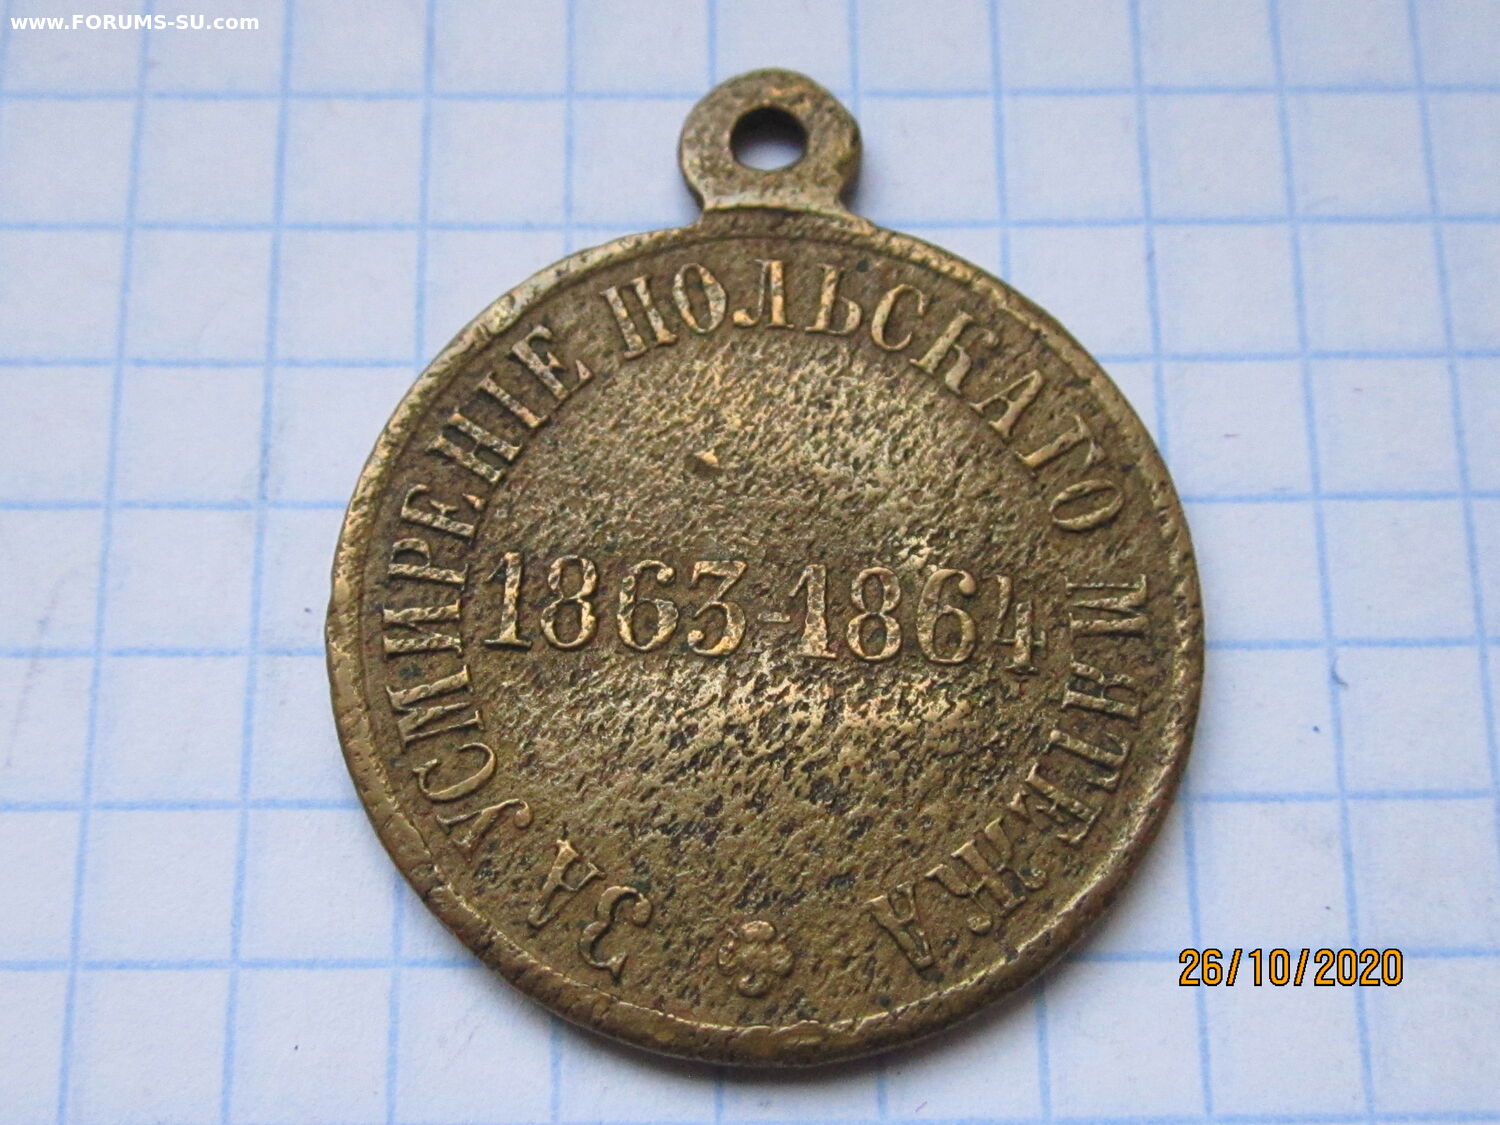 www.FORUMS-SU.com
ЗА УСМИРЕНІЕ ПОЛЬСКАГО МЯТЕЖА
1863-1864
26/10/2020